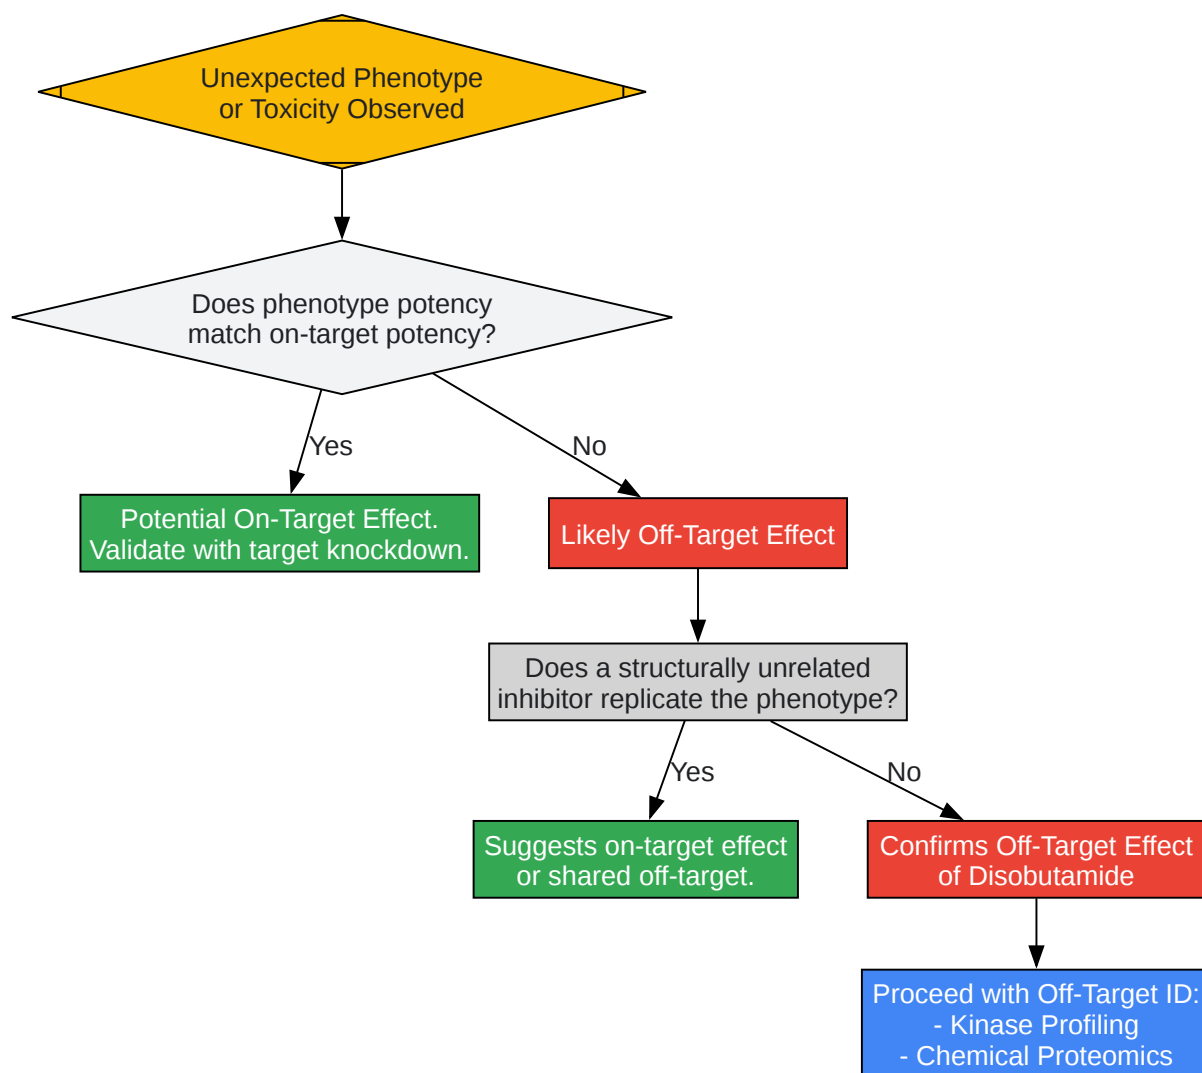 Unexpected Phenotype
or Toxicity Observed
Does phenotype potency
match on-target potency?
Yes
No
Potential On-Target Effect.
Validate with target knockdown.
Likely Off-Target Effect
Does a structurally unrelated
inhibitor replicate the phenotype?
Yes
No
Suggests on-target effect
or shared off-target.
Confirms Off-Target Effect
of Disobutamide
Proceed with Off-Target ID:
- Kinase Profiling
- Chemical Proteomics